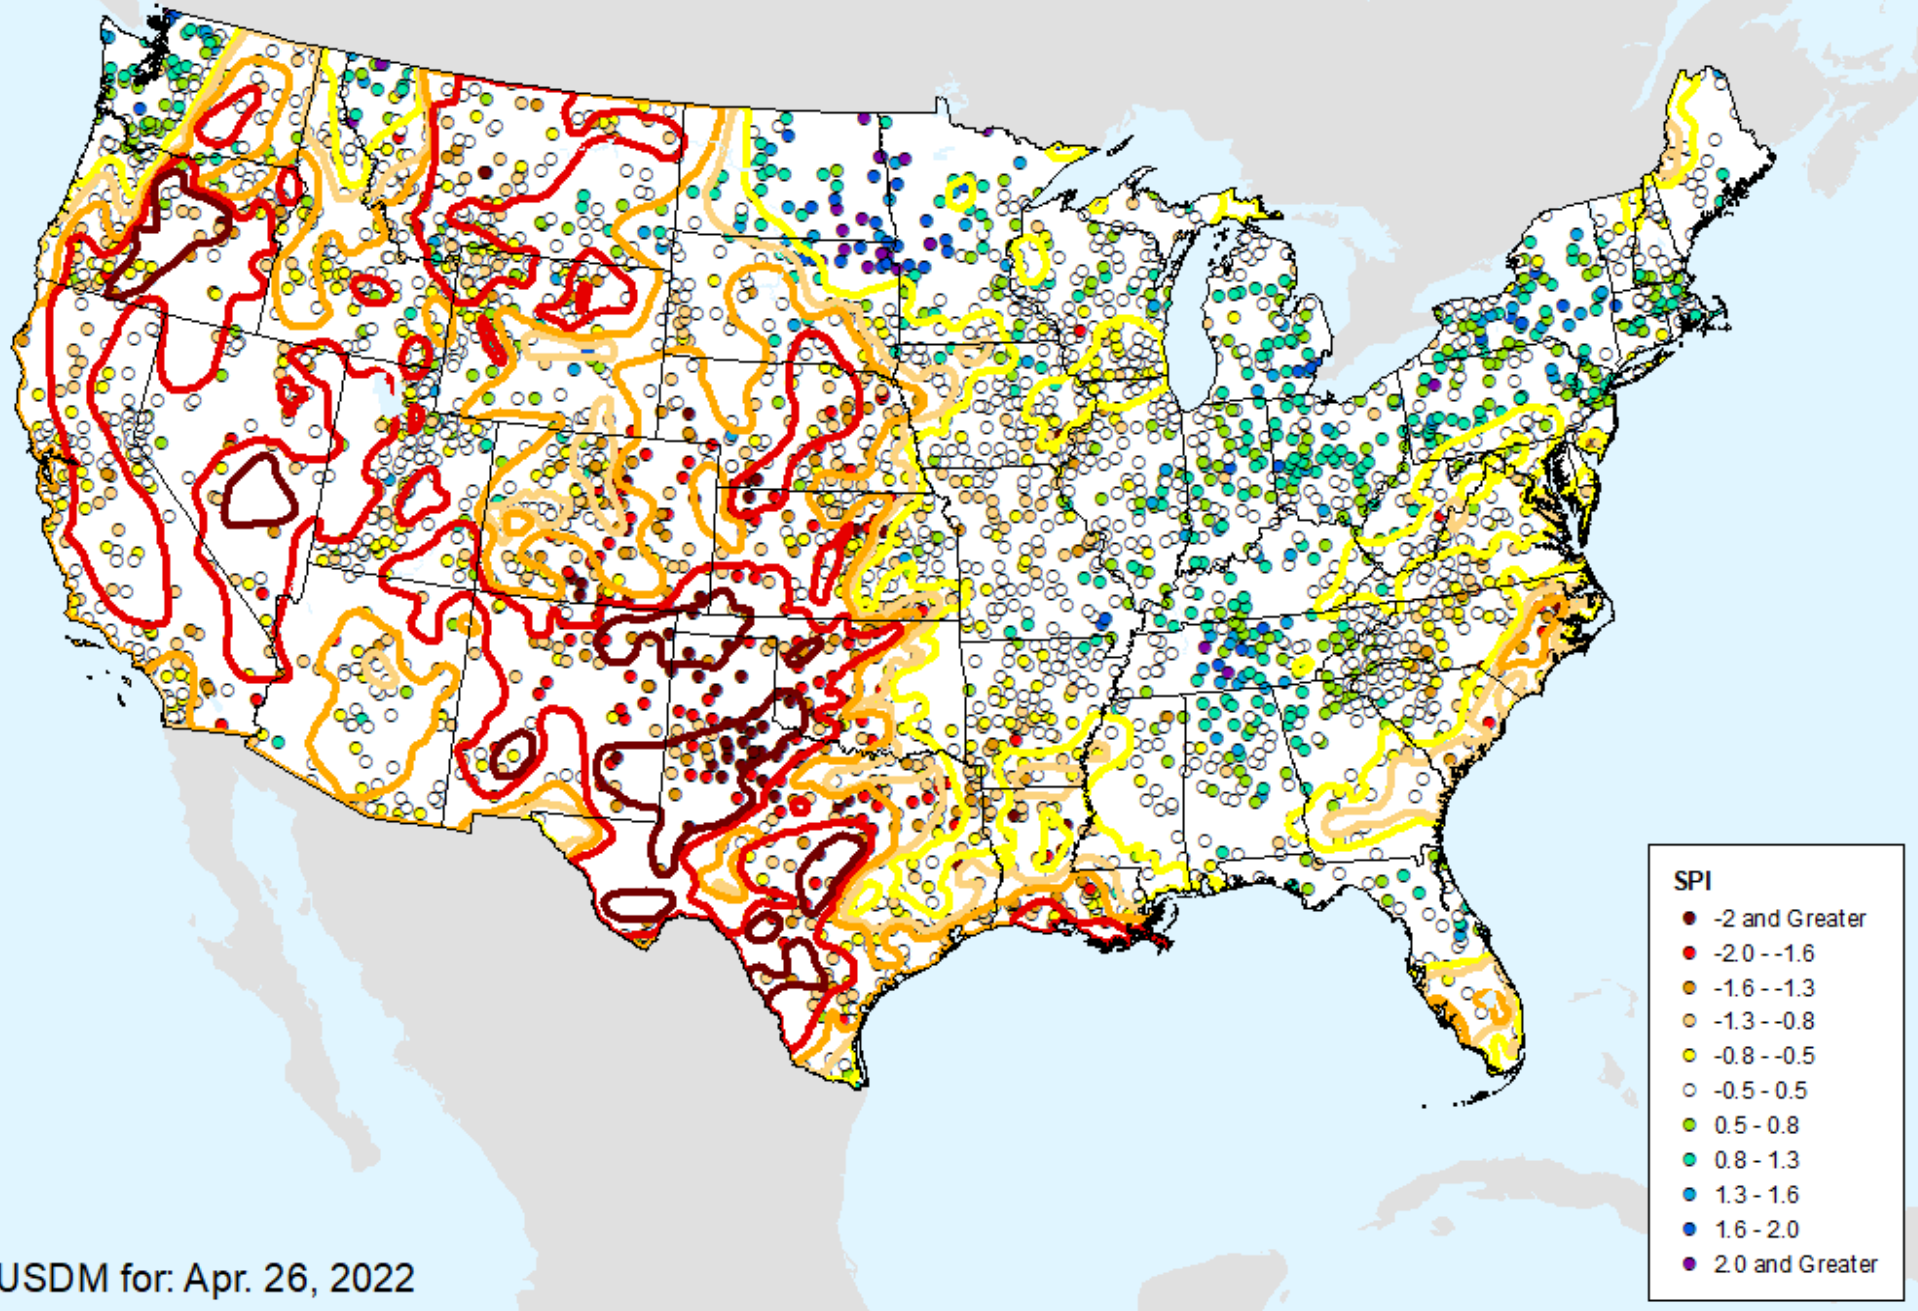 SPI
-2 and Greater
-2.0 - -1.6
-1.6 - -1.3
-1.3 - -0.8
-0.8 - -0.5
-0.5 - 0.5
0.5 - 0.8
0.8 - 1.3
1.3 - 1.6
1.6 - 2.0
2.0 and Greater
USDM for: Apr. 26, 2022